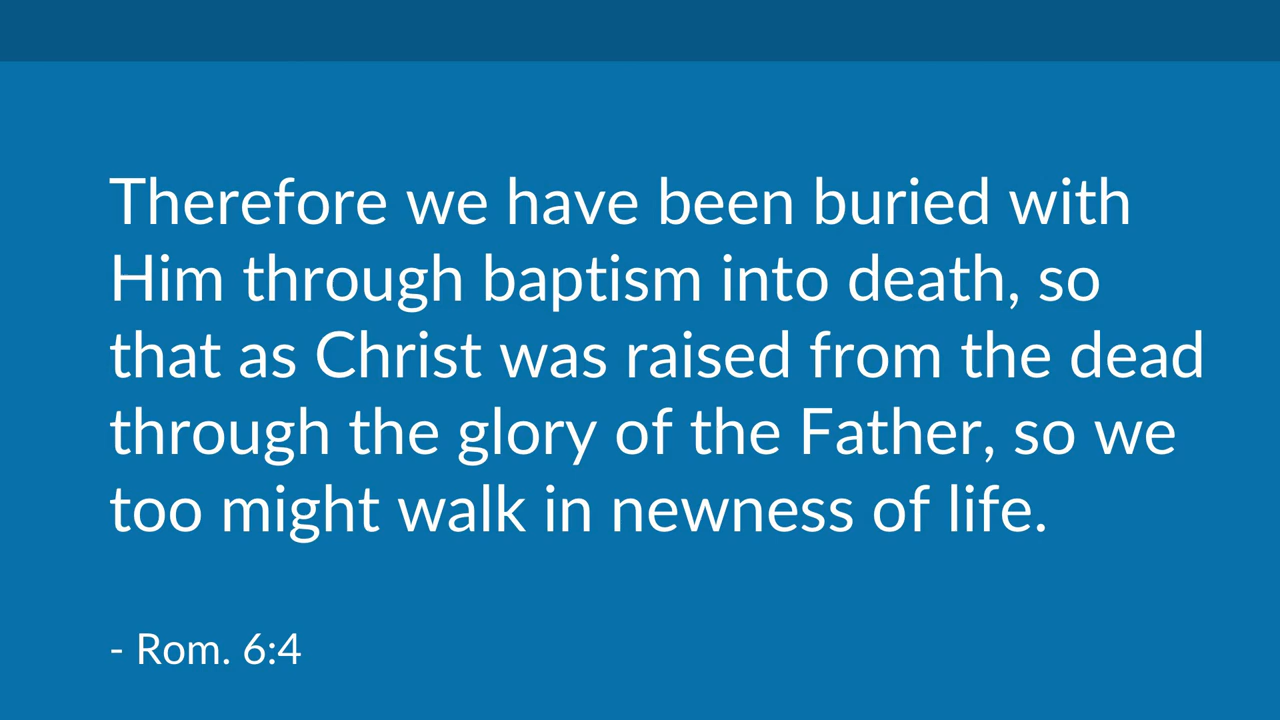 Therefore we have been buried with
Him through baptism into death, so
that as Christ was raised from the dead
through the glory of the Father, so we
too might walk in newness of life.
- Rom. 6:4